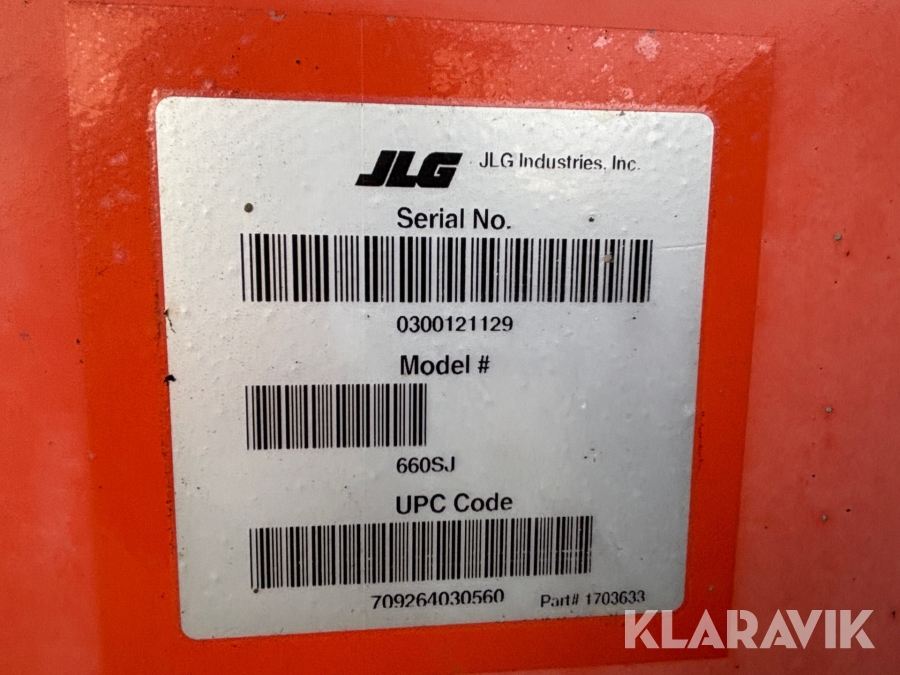 JLG JLG Industries, Inc.
Serial No.
0300121129
Model #
660SJ
UPC Code
709264030560 Part# 1703633
KLARAVIK